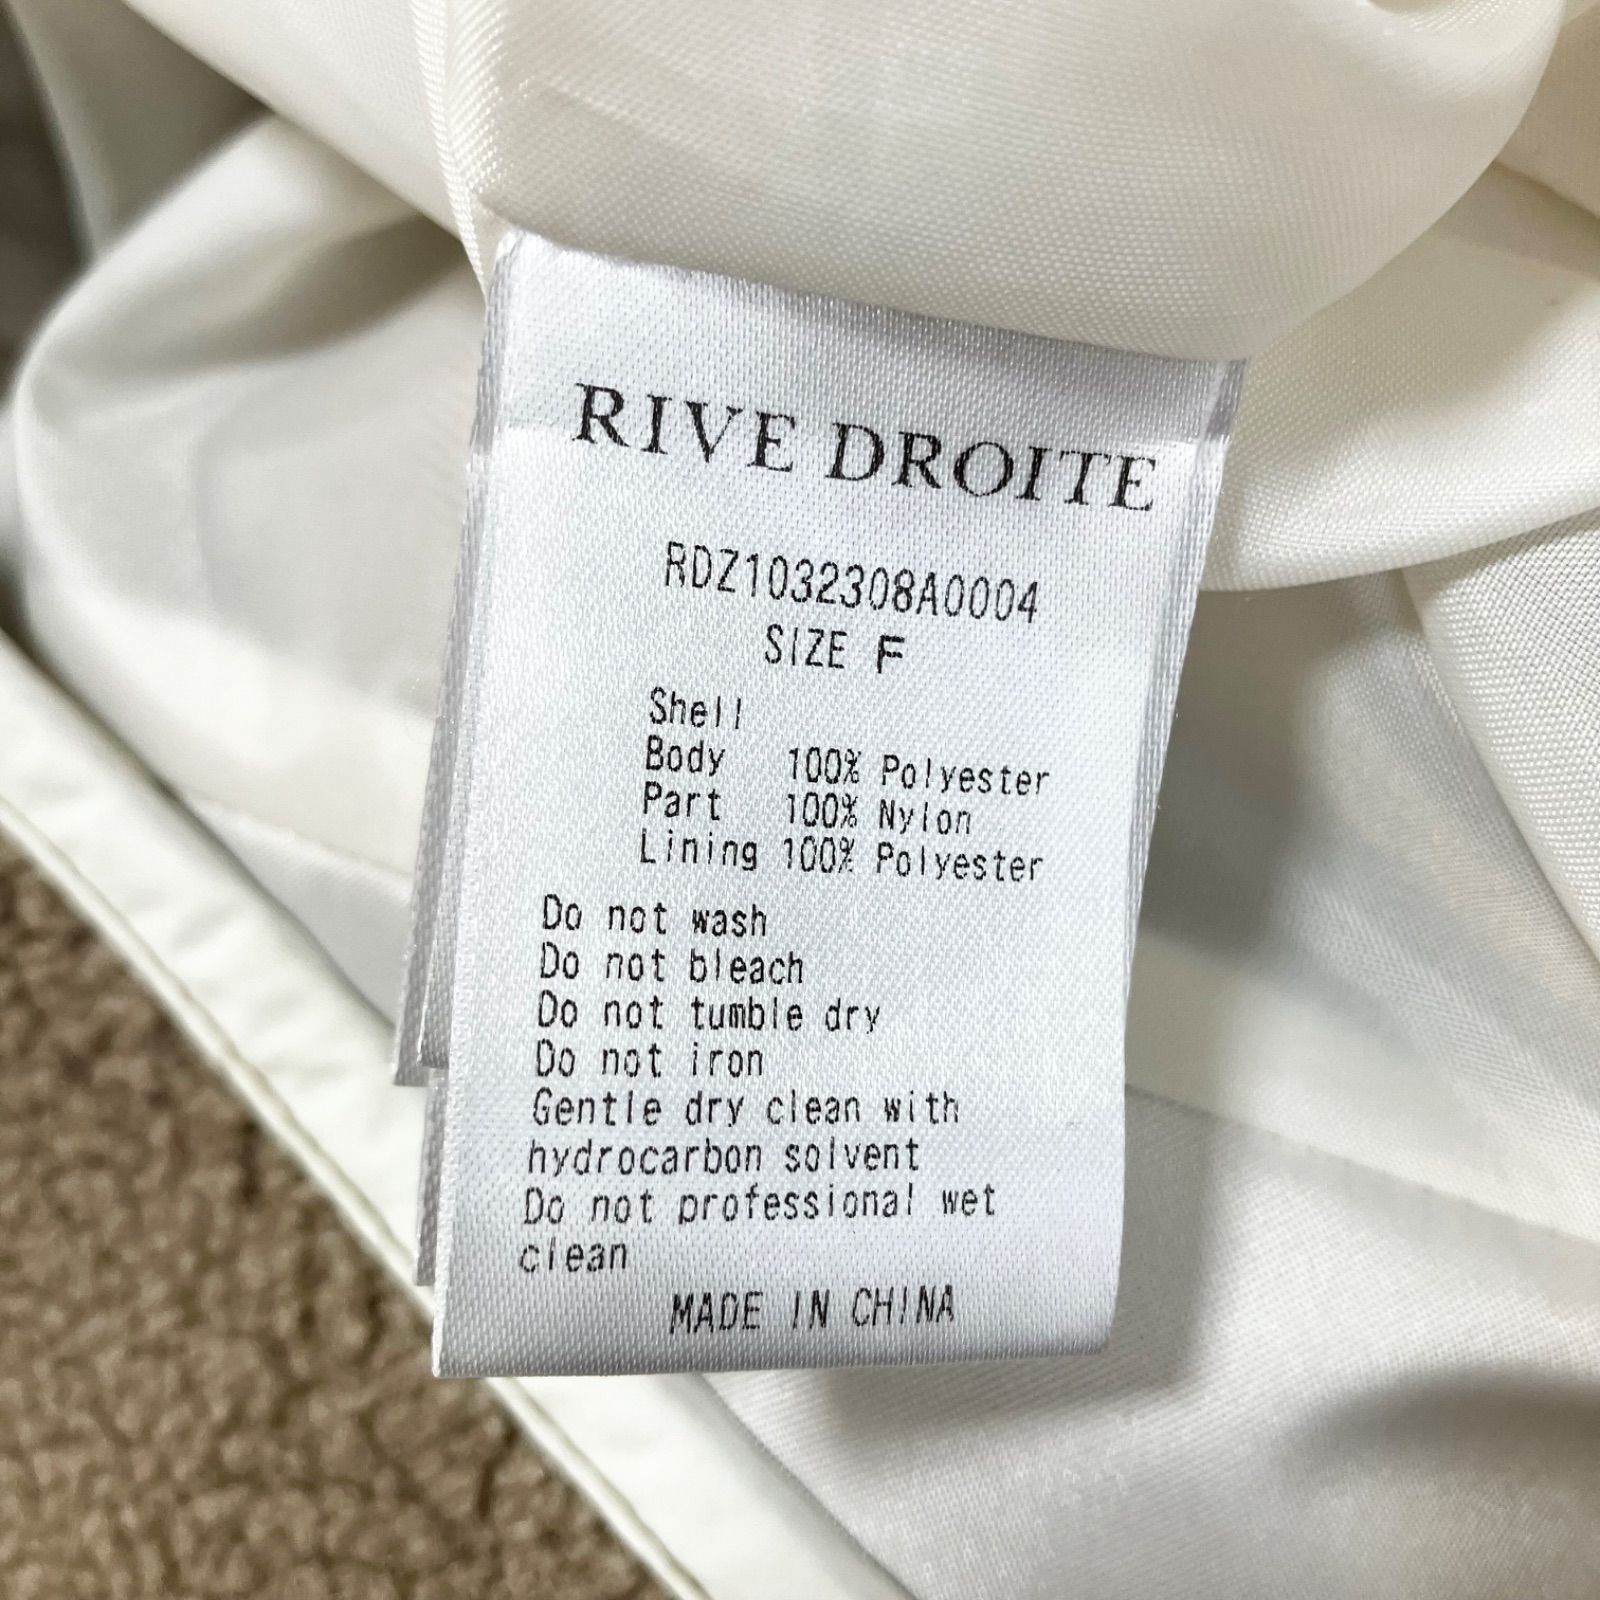 RIVE DROITE
RDZ1032308A0004
SIZE F
Shell
Body 100% Polyester
Part 100% Nylon
Lining 100% Polyester
Do not wash
Do not bleach
Do not tumble dry
Do not iron
Gentle dry clean with
hydrocarbon solvent
Do not professional wet
clean
MADE IN CHINA